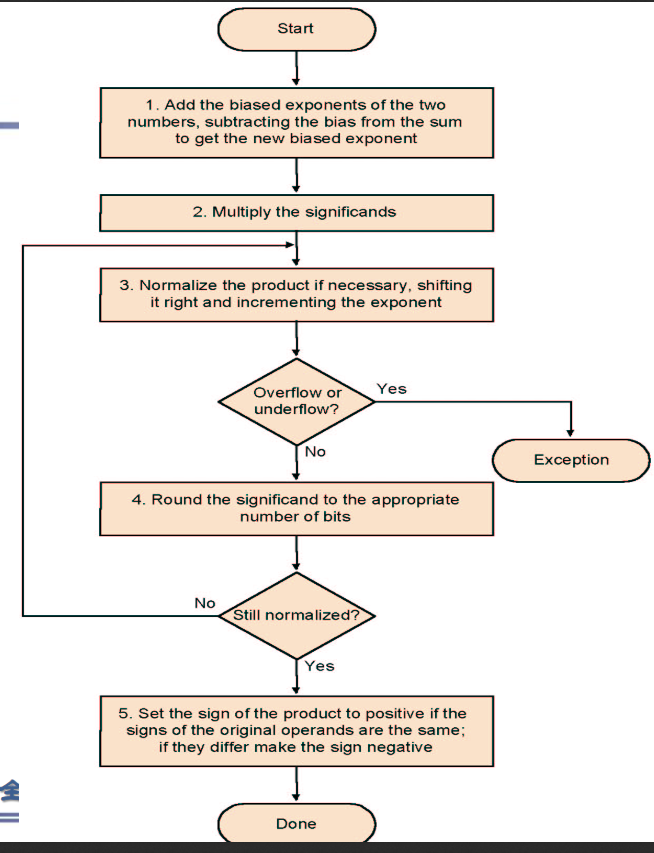 Start
1. Add the biased exponents of the two
numbers, subtracting the bias from the sum
to get the new biased exponent
2. Multiply the significands
3. Normalize the product if necessary, shifting
it right and incrementing the exponent
Overflow or
underflow?
Yes
No
Exception
4. Round the significand to the appropriate
number of bits
No
Still normalized?
Yes
5. Set the sign of the product to positive if the
signs of the original operands are the same;
if they differ make the sign negative
全
Done